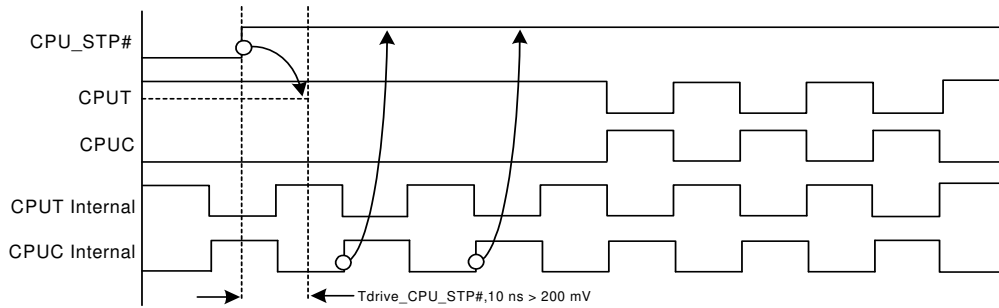 CPU_STP#
CPUT
CPUC
CPUT Internal
CPUC Internal
Tdrive_CPU_STP#,10 ns > 200 mV